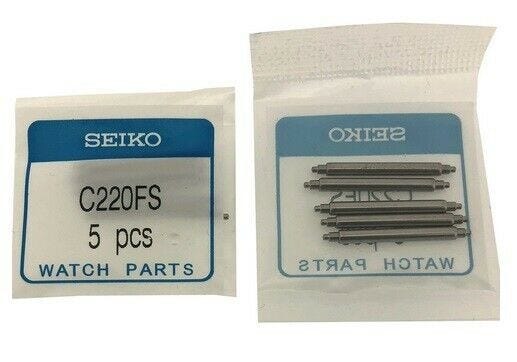 SEIKO
C220FS
5 pcs
WATCH PARTS
SEIKO
WATCH PARTS